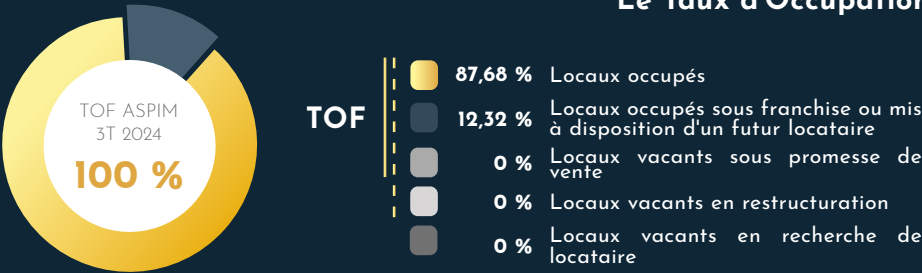 Le Taux d'Occupation
TOF ASPIM
3T 2024
100 %
TOF
87,68 % Locaux occupés
12,32 % Locaux occupés sous franchise ou mis
à disposition d'un futur locataire
0 % Locaux vacants sous promesse de
vente
0 % Locaux vacants en restructuration
0 % Locaux vacants en recherche de
locataire